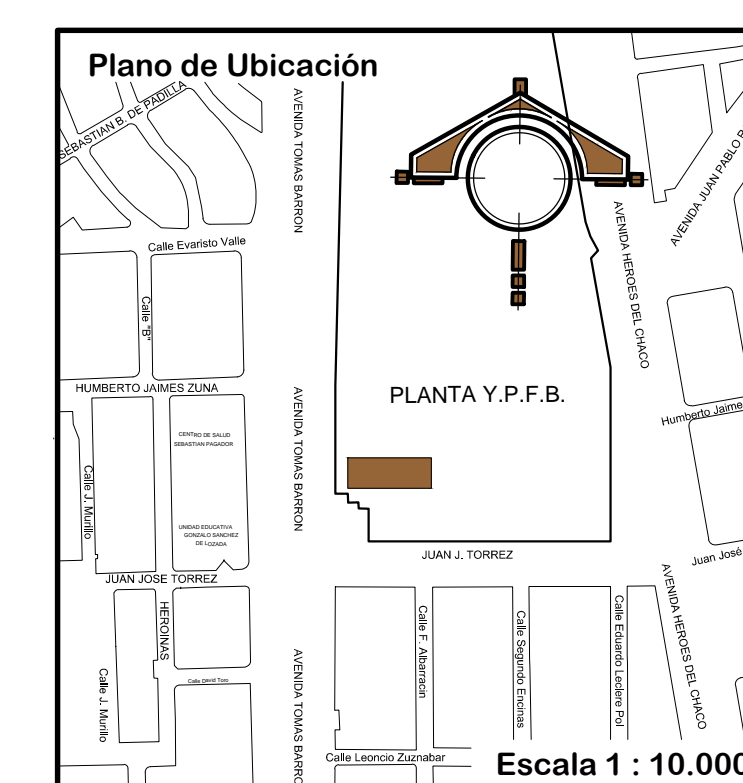 Plano de Ubicación
SEBASTIAN B. DE PADILLA
AVENIDA TOMAS BARRON
AVENIDA JUAN PABLO
Calle Evaristo Valle
AVENIDA HEROES DEL CHACO
Calle "B"
HUMBERTO JAIMES ZUNA
AVENIDA TOMAS BARRON
PLANTA Y.P.F.B.
Humberto Jaime
CENTRO DE SALUD
SEBASTIAN PAGADOR
Calle J. Murillo
UNIDAD EDUCATIVA
GONZALO SANCHEZ
DE LOZADA
JUAN J. TORREZ
Juan José
JUAN JOSE TORREZ
HEROINAS
Calle F. Albarracin
Calle Segundo Encinas
Calle Eduardo Leclere Pol
AVENIDA HEROES DEL CHACO
Calle J. Murillo
Calle David Toro
AVENIDA TOMAS BARRO
Calle Leoncio Zuznabar
Escala 1 : 10.000